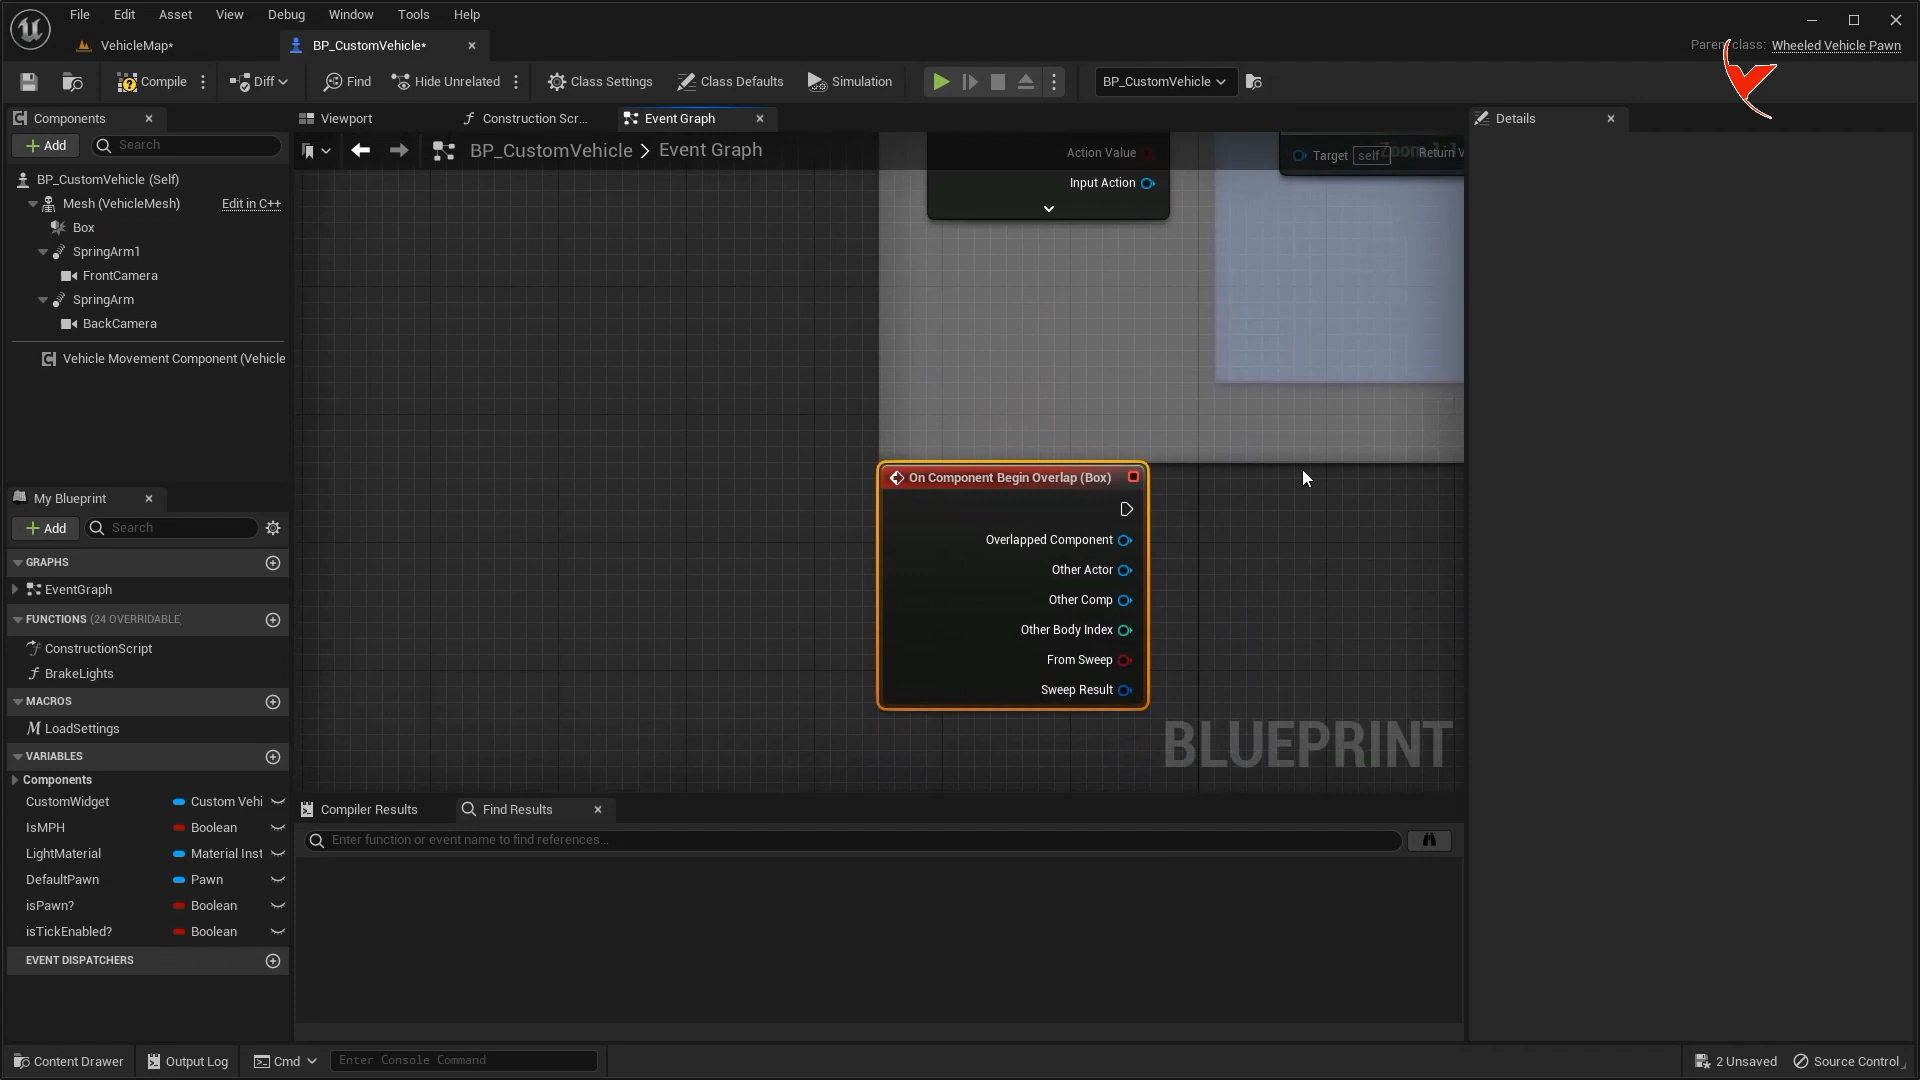 File Edit Asset View Debug Window Tools Help
VehicleMap*
BP_CustomVehicle*
Parent class: Wheeled Vehicle Pawn
Compile Diff Find Hide Unrelated Class Settings Class Defaults Simulation BP_CustomVehicle
Components
Viewport Construction Scr... Event Graph
Details
Add Search
BP_CustomVehicle > Event Graph
Zoom 1:1
BP_CustomVehicle (Self)
Mesh (VehicleMesh) Edit in C++
Box
SpringArm1
FrontCamera
SpringArm
BackCamera
Vehicle Movement Component (Vehicle
Action Value
Input Action
Target self Return V
On Component Begin Overlap (Box)
Overlapped Component
Other Actor
Other Comp
Other Body Index
From Sweep
Sweep Result
BLUEPRINT
My Blueprint
Add Search
GRAPHS
EventGraph
FUNCTIONS (24 OVERRIDABLE
ConstructionScript
BrakeLights
MACROS
LoadSettings
VARIABLES
Components
CustomWidget Custom Vehi
IsMPH Boolean
LightMaterial Material Inst
DefaultPawn Pawn
isPawn? Boolean
isTickEnabled? Boolean
EVENT DISPATCHERS
Compiler Results Find Results
Enter function or event name to find references...
Content Drawer Output Log Cmd Enter Console Command 2 Unsaved Source Control